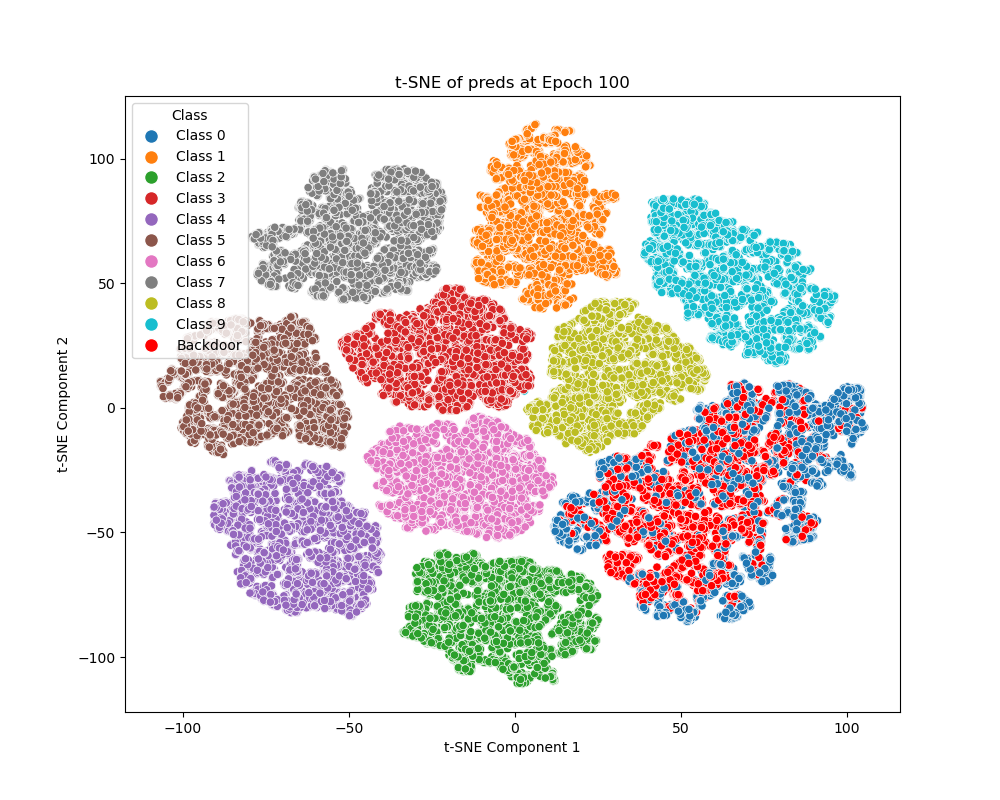 t-SNE of preds at Epoch 100
Class
Class 0
Class 1
Class 2
Class 3
Class 4
Class 5
Class 6
Class 7
Class 8
Class 9
Backdoor
100
50
0
−50
−100
t-SNE Component 2
−100
−50
0
50
100
t-SNE Component 1